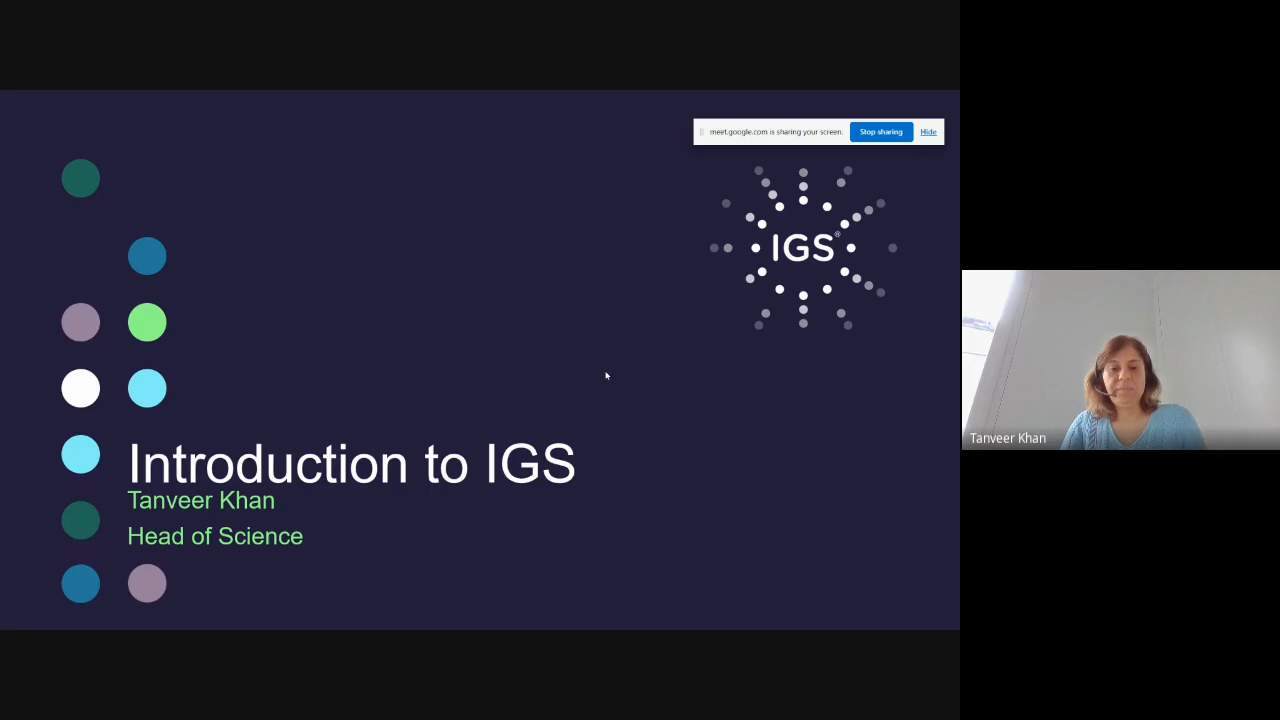 meet.google.com is sharing your screen. Stop sharing Hide
IGS®
Introduction to IGS
Tanveer Khan
Head of Science
Tanveer Khan